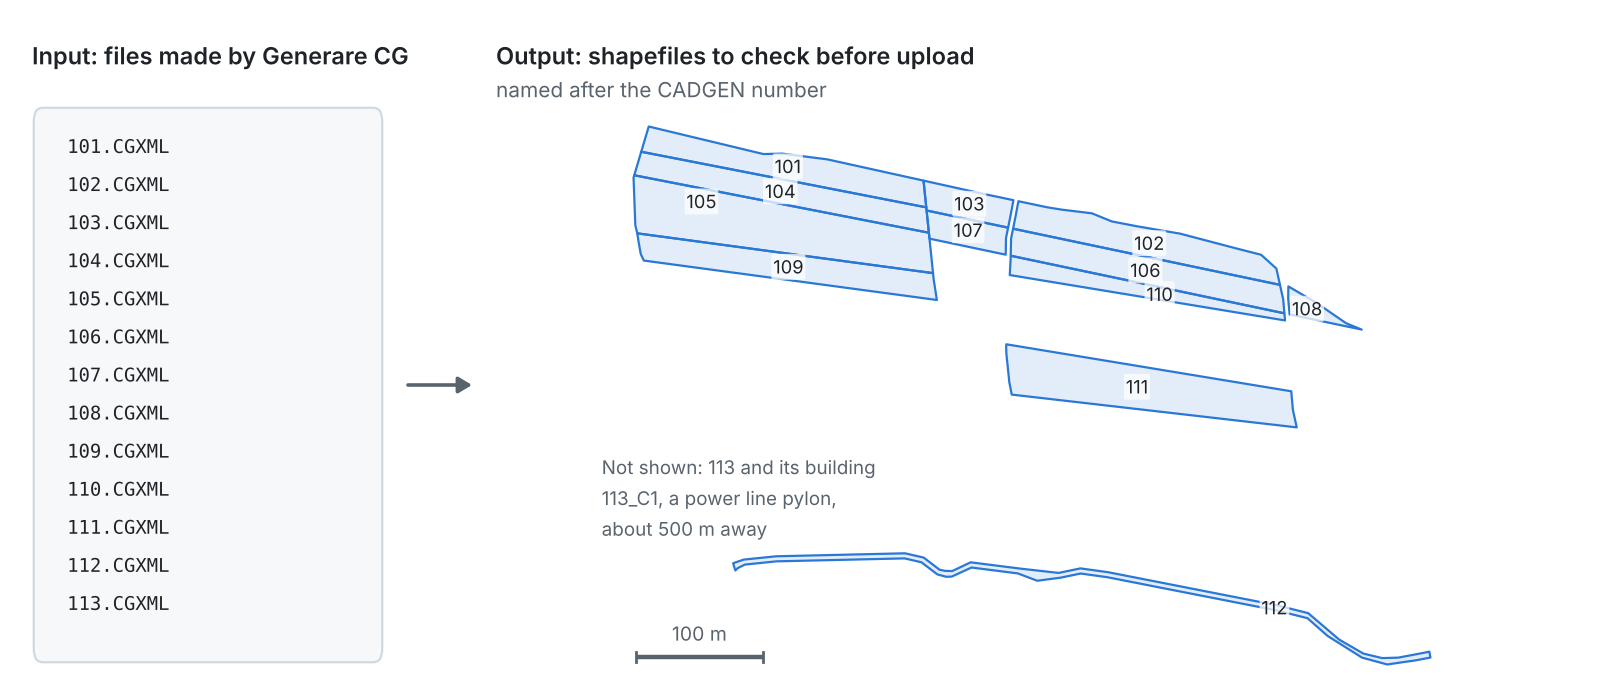 Input: files made by Generare CG
101.CGXML
102.CGXML
103.CGXML
104.CGXML
105.CGXML
106.CGXML
107.CGXML
108.CGXML
109.CGXML
110.CGXML
111.CGXML
112.CGXML
113.CGXML
Output: shapefiles to check before upload
named after the CADGEN number
101
104
105
103
107
109
102
106
110
108
111
Not shown: 113 and its building
113_C1, a power line pylon,
about 500 m away
112
100 m